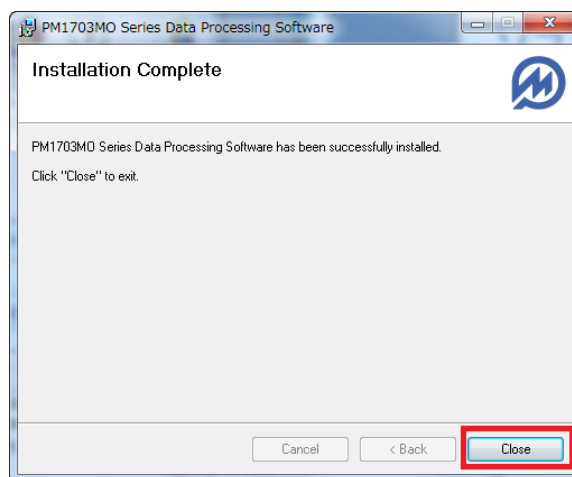 PM1703MO Series Data Processing Software
Installation Complete
PM1703MO Series Data Processing Software has been successfully installed.
Click "Close" to exit.
Cancel
< Back
Close